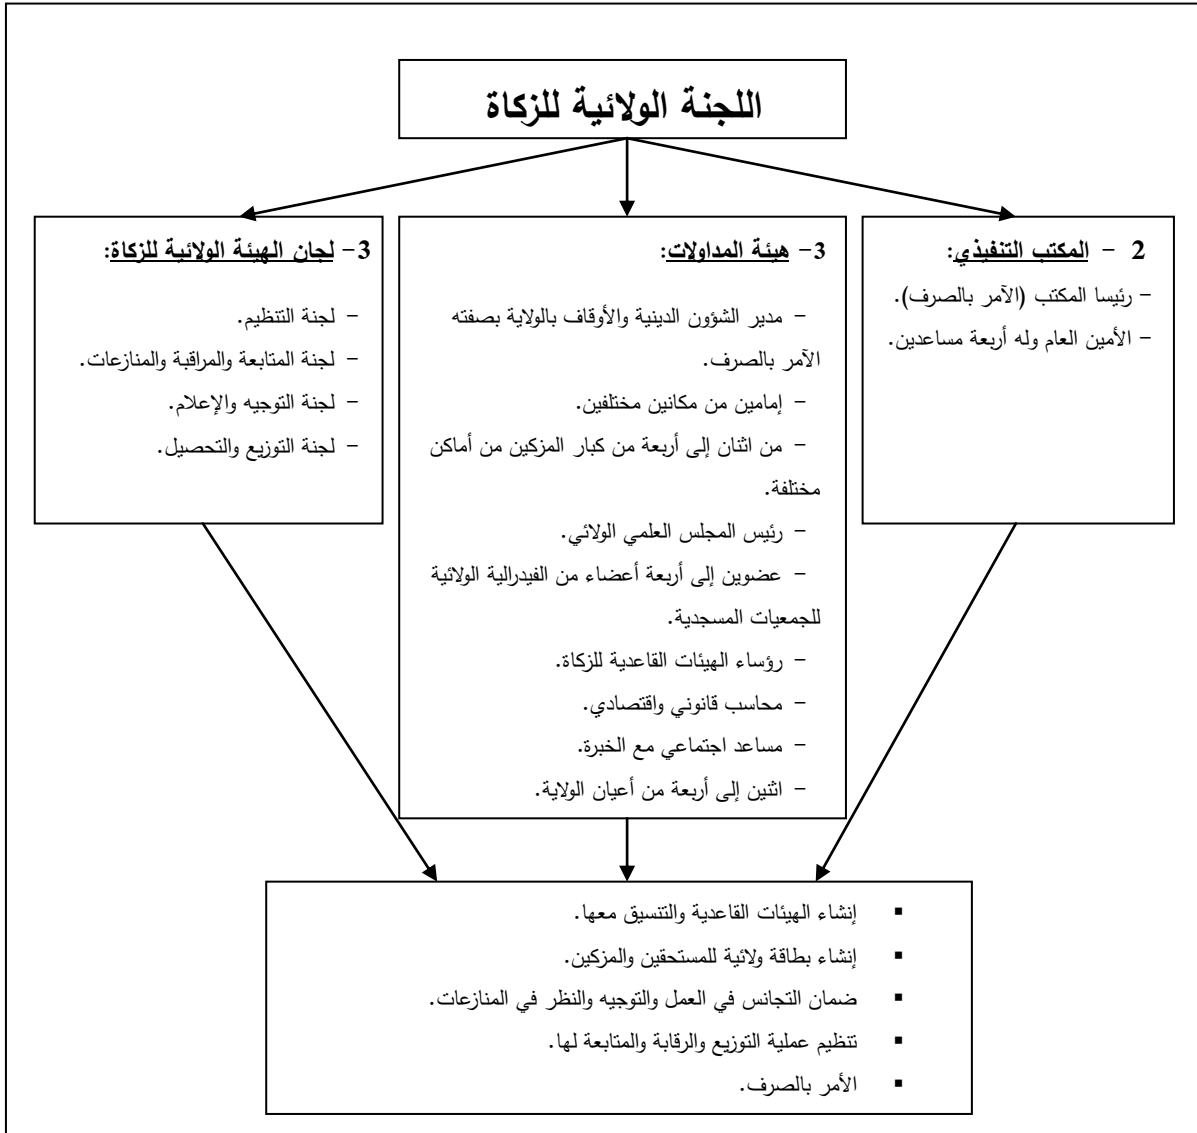 اللجنة الولائية للزكاة
2 - المكتب التنفيذي:
- رئيسا المكتب (الآمر بالصرف).
- الأمين العام وله أربعة مساعدين.
3- هيئة المداولات:
- مدير الشؤون الدينية والأوقاف بالولاية بصفته
الآمر بالصرف.
- إمامين من مكانين مختلفين.
- من اثنان إلى أربعة من كبار المزكين من أماكن
مختلفة.
- رئيس المجلس العلمي الولائي.
- عضوين إلى أربعة أعضاء من الفيدرالية الولائية
للجمعيات المسجدية.
- رؤساء الهيئات القاعدية للزكاة.
- محاسب قانوني واقتصادي.
- مساعد اجتماعي مع الخبرة.
- اثنين إلى أربعة من أعيان الولاية.
3- لجان الهيئة الولائية للزكاة:
- لجنة التنظيم.
- لجنة المتابعة والمراقبة والمنازعات.
- لجنة التوجيه والإعلام.
- لجنة التوزيع والتحصيل.
▪ إنشاء الهيئات القاعدية والتنسيق معها.
▪ إنشاء بطاقة ولائية للمستحقين والمزكين.
▪ ضمان التجانس في العمل والتوجيه والنظر في المنازعات.
▪ تنظيم عملية التوزيع والرقابة والمتابعة لها.
▪ الأمر بالصرف.